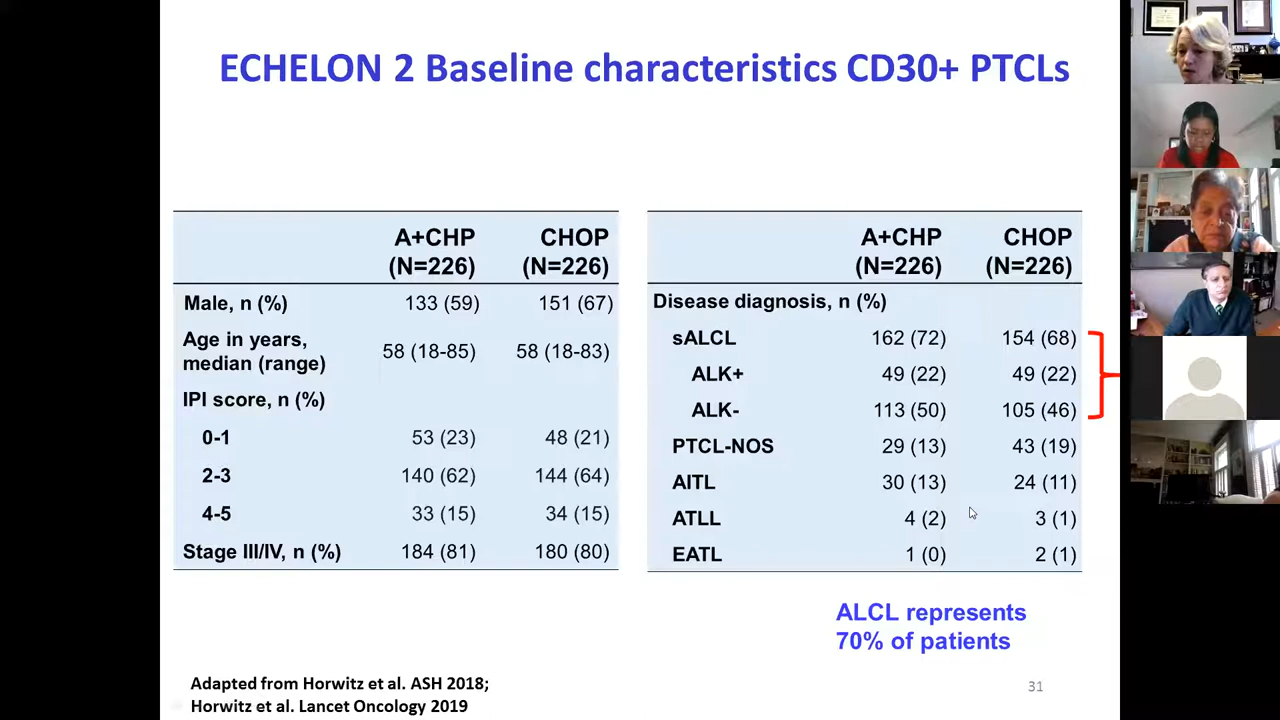 ECHELON 2 Baseline characteristics CD30+ PTCLs
A+CHP CHOP
(N=226) (N=226)
Male, n (%) 133 (59) 151 (67)
Age in years,
median (range) 58 (18-85) 58 (18-83)
IPI score, n (%)
0-1 53 (23) 48 (21)
2-3 140 (62) 144 (64)
4-5 33 (15) 34 (15)
Stage III/IV, n (%) 184 (81) 180 (80)
A+CHP CHOP
(N=226) (N=226)
Disease diagnosis, n (%)
sALCL 162 (72) 154 (68)
ALK+ 49 (22) 49 (22)
ALK- 113 (50) 105 (46)
PTCL-NOS 29 (13) 43 (19)
AITL 30 (13) 24 (11)
ATLL 4 (2) 3 (1)
EATL 1 (0) 2 (1)
ALCL represents
70% of patients
Adapted from Horwitz et al. ASH 2018;
Horwitz et al. Lancet Oncology 2019
31